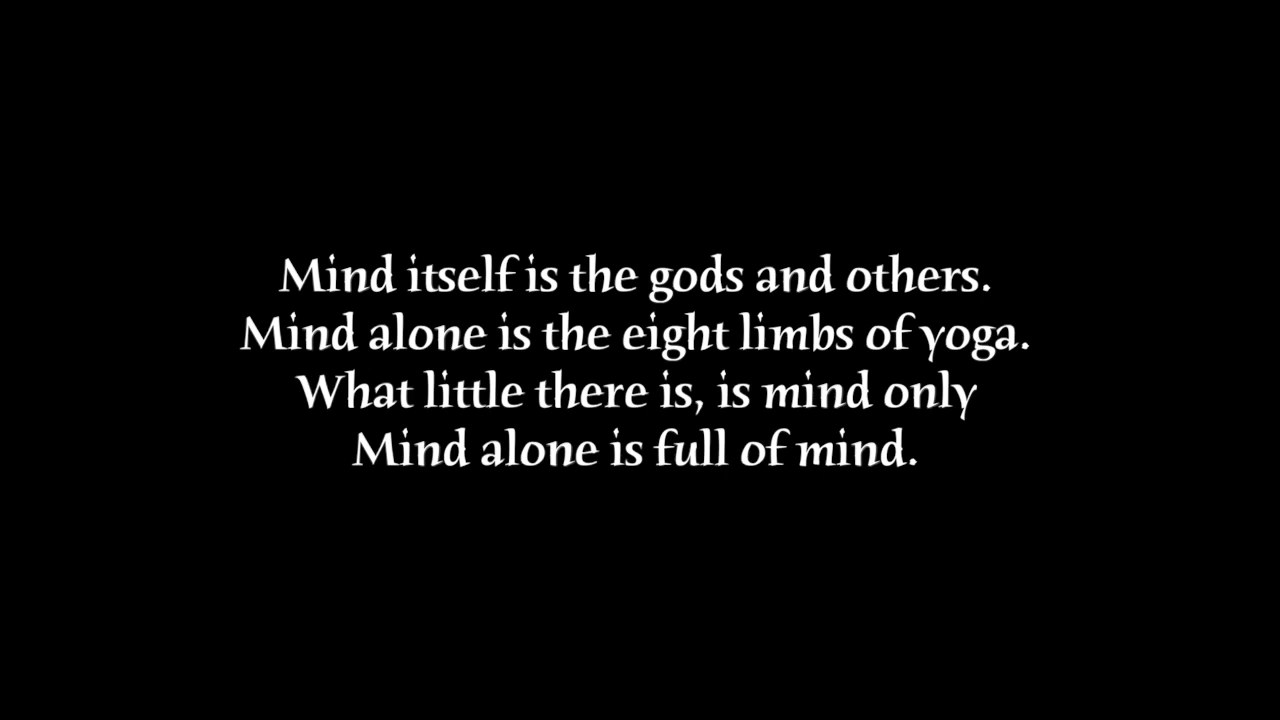 Mind itself is the gods and others.
Mind alone is the eight limbs of yoga.
What little there is, is mind only
Mind alone is full of mind.